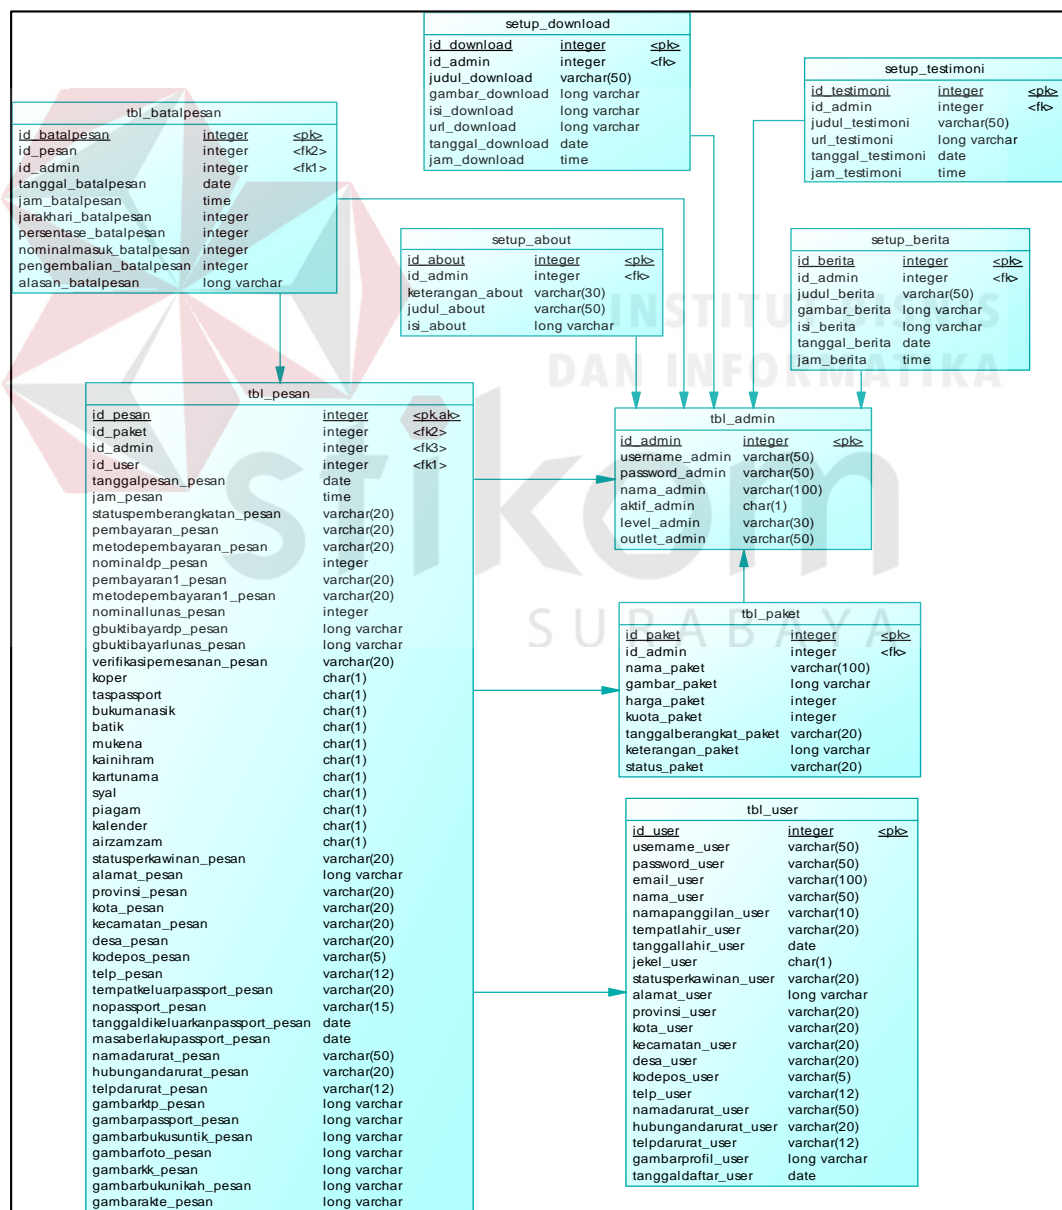 setup_download
id_download integer <pk>
id_admin integer <fk>
judul_download varchar(50)
gambar_download long varchar
isi_download long varchar
url_download long varchar
tanggal_download date
jam_download time
setup_testimoni
id_testimoni integer <pk>
id_admin integer <fk>
judul_testimoni varchar(50)
url_testimoni long varchar
tanggal_testimoni date
jam_testimoni time
tbl_batalpesan
id_batalpesan integer <pk>
id_pesan integer <fk2>
id_admin integer <fk1>
tanggal_batalpesan date
jam_batalpesan time
jarakhari_batalpesan integer
persentase_batalpesan integer
nominalmasuk_batalpesan integer
pengembalian_batalpesan integer
alasan_batalpesan long varchar
setup_about
id_about integer <pk>
id_admin integer <fk>
keterangan_about varchar(30)
judul_about varchar(50)
isi_about long varchar
setup_berita
id_berita integer <pk>
id_admin integer <fk>
judul_berita varchar(50)
gambar_berita long varchar
isi_berita long varchar
tanggal_berita date
jam_berita time
INSTITUT BISNIS
DAN INFORMATIKA
stikom
SURABAYA
tbl_pesan
id_pesan integer <pk,ak>
id_paket integer <fk2>
id_admin integer <fk3>
id_user integer <fk1>
tanggalpesan_pesan date
jam_pesan time
statuspemberangkatan_pesan varchar(20)
pembayaran_pesan varchar(20)
metodepembayaran_pesan varchar(20)
nominaldp_pesan integer
pembayaran1_pesan varchar(20)
metodepembayaran1_pesan varchar(20)
nominallunas_pesan integer
gbuktibayardp_pesan long varchar
gbuktibayarlunas_pesan long varchar
verifikasipemesanan_pesan varchar(20)
koper char(1)
taspassport char(1)
bukumanasik char(1)
batik char(1)
mukena char(1)
kainihram char(1)
kartunama char(1)
syal char(1)
piagam char(1)
kalender char(1)
airzamzam char(1)
statusperkawinan_pesan varchar(20)
alamat_pesan long varchar
provinsi_pesan varchar(20)
kota_pesan varchar(20)
kecamatan_pesan varchar(20)
desa_pesan varchar(20)
kodepos_pesan varchar(5)
telp_pesan varchar(12)
tempatkeluarpassport_pesan varchar(20)
nopassport_pesan varchar(15)
tanggaldikeluarkanpassport_pesan date
masaberlakupassport_pesan date
namadarurat_pesan varchar(50)
hubungandarurat_pesan varchar(20)
telpdarurat_pesan varchar(12)
gambarktp_pesan long varchar
gambarpassport_pesan long varchar
gambarbukusuntik_pesan long varchar
gambarfoto_pesan long varchar
gambarkk_pesan long varchar
gambarbukunikah_pesan long varchar
gambarakte_pesan long varchar
tbl_admin
id_admin integer <pk>
username_admin varchar(50)
password_admin varchar(50)
nama_admin varchar(100)
aktif_admin char(1)
level_admin varchar(30)
outlet_admin varchar(50)
tbl_paket
id_paket integer <pk>
id_admin integer <fk>
nama_paket varchar(100)
gambar_paket long varchar
harga_paket integer
kuota_paket integer
tanggalberangkat_paket varchar(20)
keterangan_paket long varchar
status_paket varchar(20)
tbl_user
id_user integer <pk>
username_user varchar(50)
password_user varchar(50)
email_user varchar(100)
nama_user varchar(50)
namapanggilan_user varchar(10)
tempatlahir_user varchar(20)
tanggallahir_user date
jekel_user char(1)
statusperkawinan_user varchar(20)
alamat_user long varchar
provinsi_user varchar(20)
kota_user varchar(20)
kecamatan_user varchar(20)
desa_user varchar(20)
kodepos_user varchar(5)
telp_user varchar(12)
namadarurat_user varchar(50)
hubungandarurat_user varchar(20)
telpdarurat_user varchar(12)
gambarprofil_user long varchar
tanggaldaftar_user date